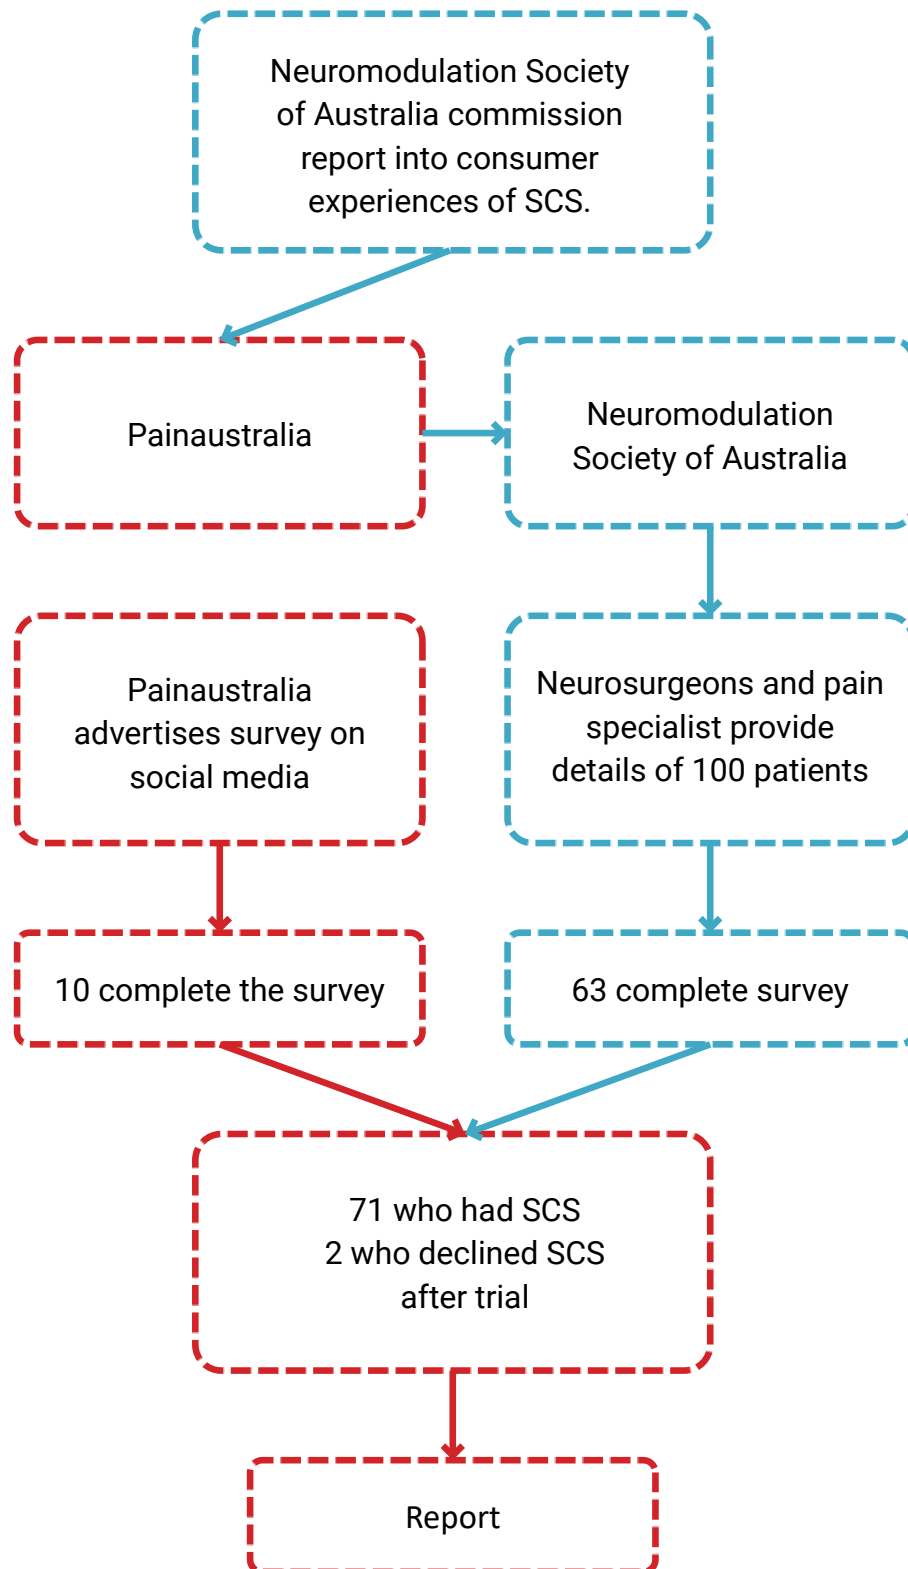 Neuromodulation Society
of Australia commission
report into consumer
experiences of SCS.
Painaustralia
Neuromodulation
Society of Australia
Painaustralia
advertises survey on
social media
Neurosurgeons and pain
specialist provide
details of 100 patients
10 complete the survey
63 complete survey
71 who had SCS
2 who declined SCS
after trial
Report